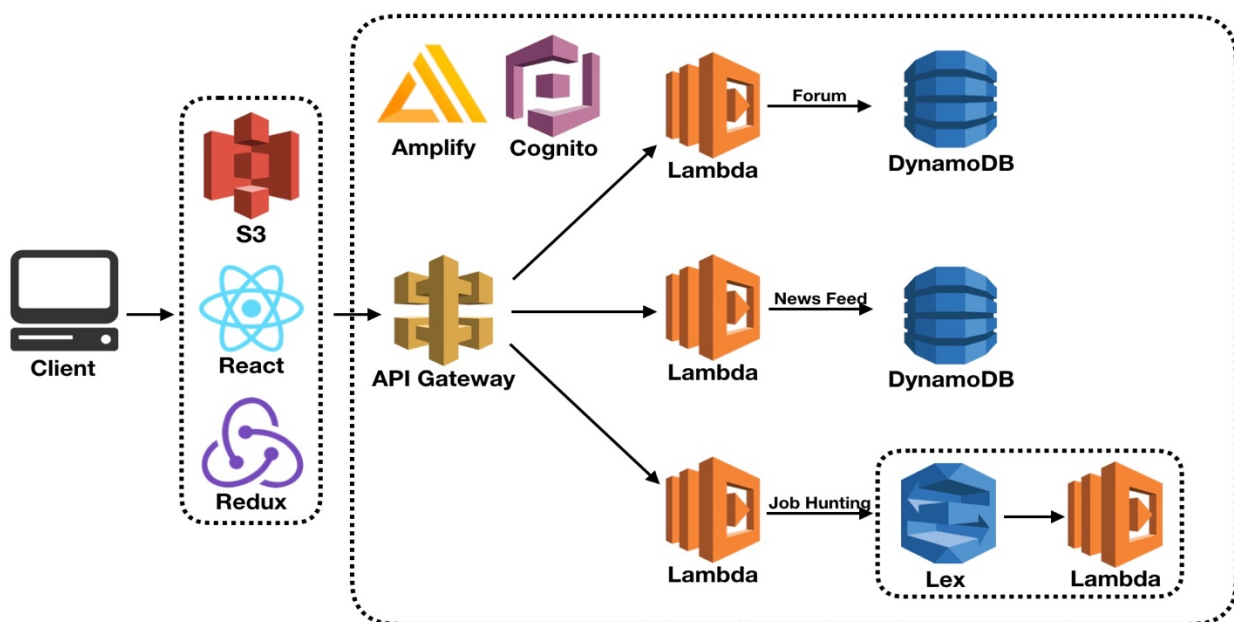 Client
S3
React
Redux
Amplify
Cognito
API Gateway
Lambda
Forum
DynamoDB
Lambda
News Feed
DynamoDB
Lambda
Job Hunting
Lex
Lambda